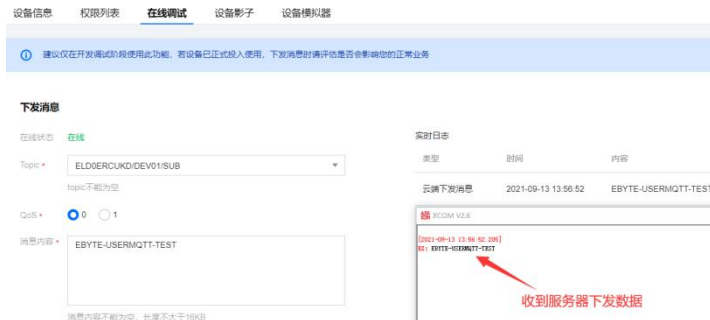 设备信息 权限列表 在线调试 设备影子 设备模拟器
建议仅在开发调试阶段使用此功能，若设备已正式投入使用，下发消息时请评估是否会影响您的正常业务
下发消息
在线状态 在线
Topic * ELD0ERCUKD/DEV01/SUB
topic不能为空
QoS * 0 1
消息内容 * EBYTE-USERMQTT-TEST
消息内容不能为空，长度不大于16KB
实时日志
类型 时间 内容
云端下发消息 2021-09-13 13:56:52 EBYTE-USERMQTT-TEST
XCOM V2.6
[2021-09-13 13:56:52.205]
RX: EBYTE-USERMQTT-TEST
收到服务器下发数据